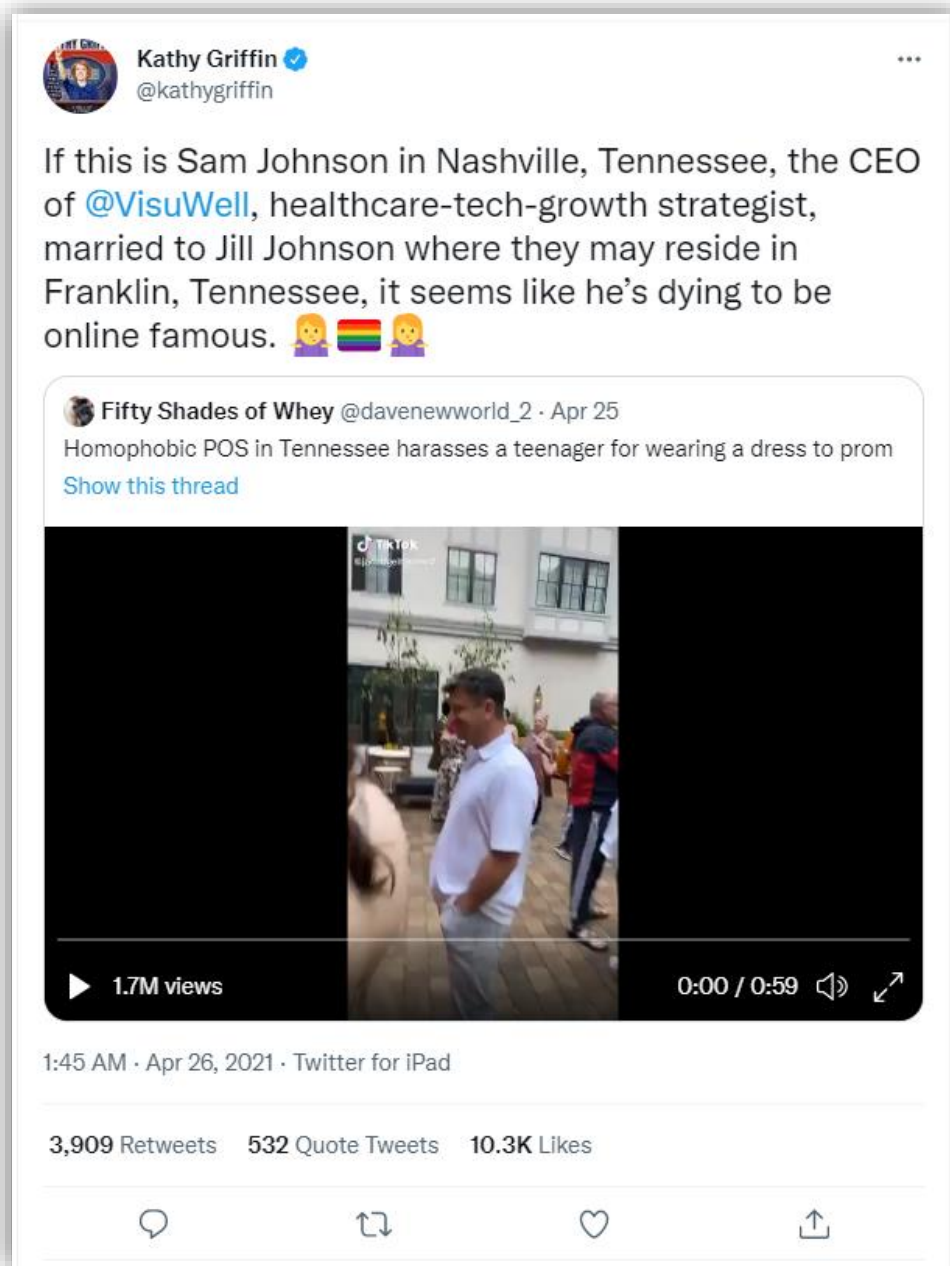 Kathy Griffin
@kathygriffin
If this is Sam Johnson in Nashville, Tennessee, the CEO
of @VisuWell, healthcare-tech-growth strategist,
married to Jill Johnson where they may reside in
Franklin, Tennessee, it seems like he’s dying to be
online famous. 🤷‍♀️🏳️‍🌈🤷‍♀️
Fifty Shades of Whey @davenewworld_2 · Apr 25
Homophobic POS in Tennessee harasses a teenager for wearing a dress to prom
Show this thread
TikTok
1.7M views
0:00 / 0:59
1:45 AM · Apr 26, 2021 · Twitter for iPad
3,909 Retweets 532 Quote Tweets 10.3K Likes